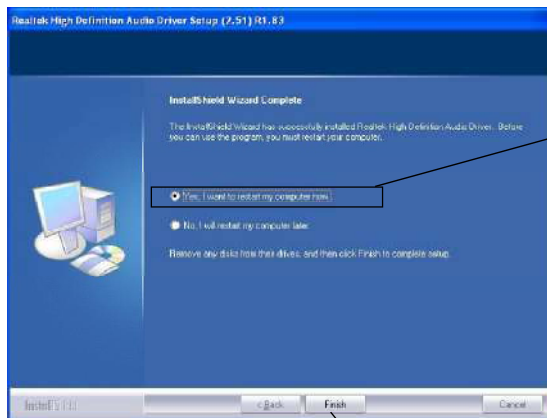 Realtek High Definition Audio Driver Setup (2.51) R1.83
InstallShield Wizard Complete
The InstallShield Wizard has successfully installed Realtek High Definition Audio Driver. Before
you can use the program, you must restart your computer.
Yes, I want to restart my computer now.
No, I will restart my computer later.
Remove any disks from their drives, and then click Finish to complete setup.
InstallShield
< Back Finish Cancel